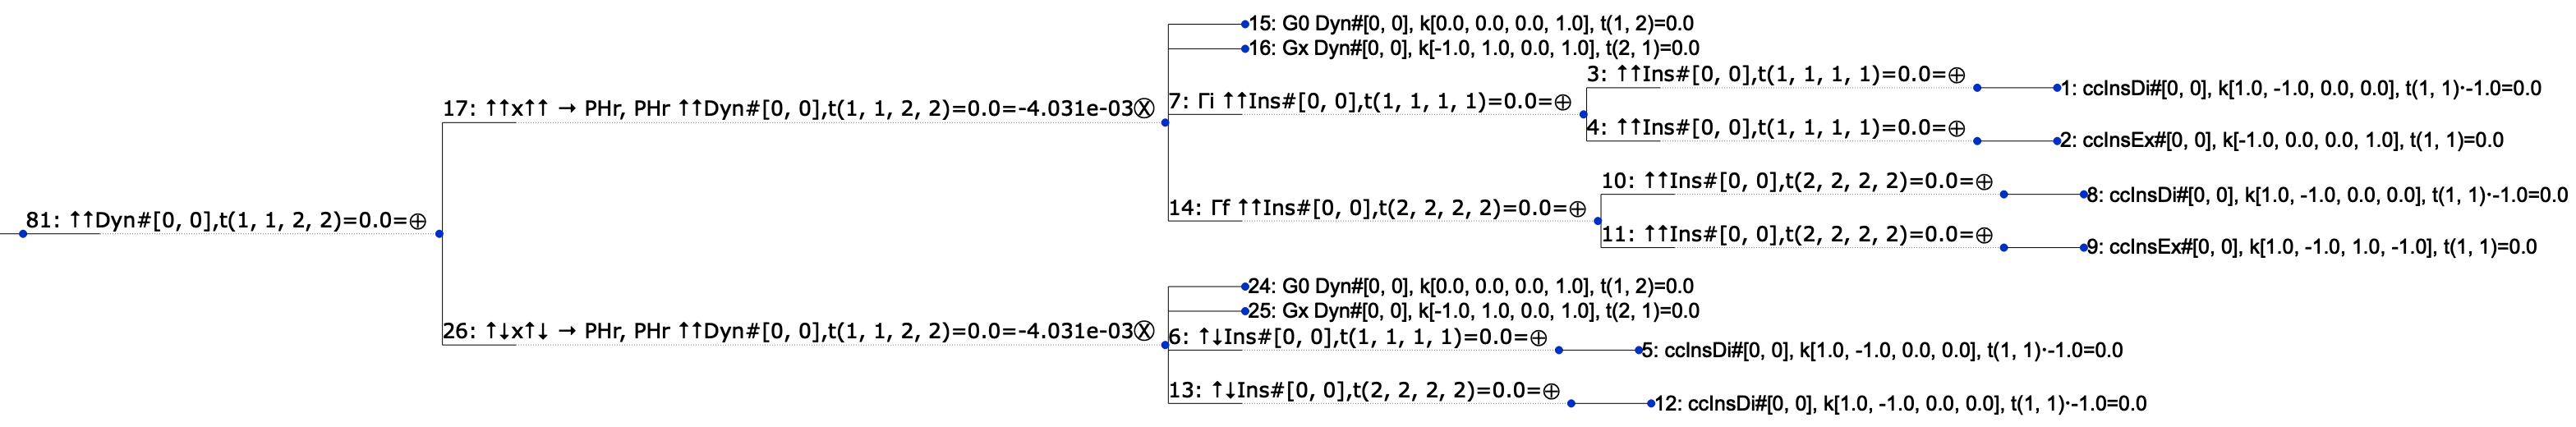 15: G0 Dyn#[0, 0], k[0.0, 0.0, 0.0, 1.0], t(1, 2)=0.0
16: Gx Dyn#[0, 0], k[-1.0, 1.0, 0.0, 1.0], t(2, 1)=0.0
3: ↑↑Ins#[0, 0],t(1, 1, 1, 1)=0.0=⊕
1: ccInsDi#[0, 0], k[1.0, -1.0, 0.0, 0.0], t(1, 1)·-1.0=0.0
17: ↑↑x↑↑ → PHr, PHr ↑↑Dyn#[0, 0],t(1, 1, 2, 2)=0.0=-4.031e-03⨂
7: Γi ↑↑Ins#[0, 0],t(1, 1, 1, 1)=0.0=⊕
4: ↑↑Ins#[0, 0],t(1, 1, 1, 1)=0.0=⊕
2: ccInsEx#[0, 0], k[-1.0, 0.0, 0.0, 1.0], t(1, 1)=0.0
10: ↑↑Ins#[0, 0],t(2, 2, 2, 2)=0.0=⊕
8: ccInsDi#[0, 0], k[1.0, -1.0, 0.0, 0.0], t(1, 1)·-1.0=0.0
14: Γf ↑↑Ins#[0, 0],t(2, 2, 2, 2)=0.0=⊕
81: ↑↑Dyn#[0, 0],t(1, 1, 2, 2)=0.0=⊕
11: ↑↑Ins#[0, 0],t(2, 2, 2, 2)=0.0=⊕
9: ccInsEx#[0, 0], k[1.0, -1.0, 1.0, -1.0], t(1, 1)=0.0
24: G0 Dyn#[0, 0], k[0.0, 0.0, 0.0, 1.0], t(1, 2)=0.0
25: Gx Dyn#[0, 0], k[-1.0, 1.0, 0.0, 1.0], t(2, 1)=0.0
26: ↑↓x↑↓ → PHr, PHr ↑↑Dyn#[0, 0],t(1, 1, 2, 2)=0.0=-4.031e-03⨂
6: ↑↓Ins#[0, 0],t(1, 1, 1, 1)=0.0=⊕
5: ccInsDi#[0, 0], k[1.0, -1.0, 0.0, 0.0], t(1, 1)·-1.0=0.0
13: ↑↓Ins#[0, 0],t(2, 2, 2, 2)=0.0=⊕
12: ccInsDi#[0, 0], k[1.0, -1.0, 0.0, 0.0], t(1, 1)·-1.0=0.0